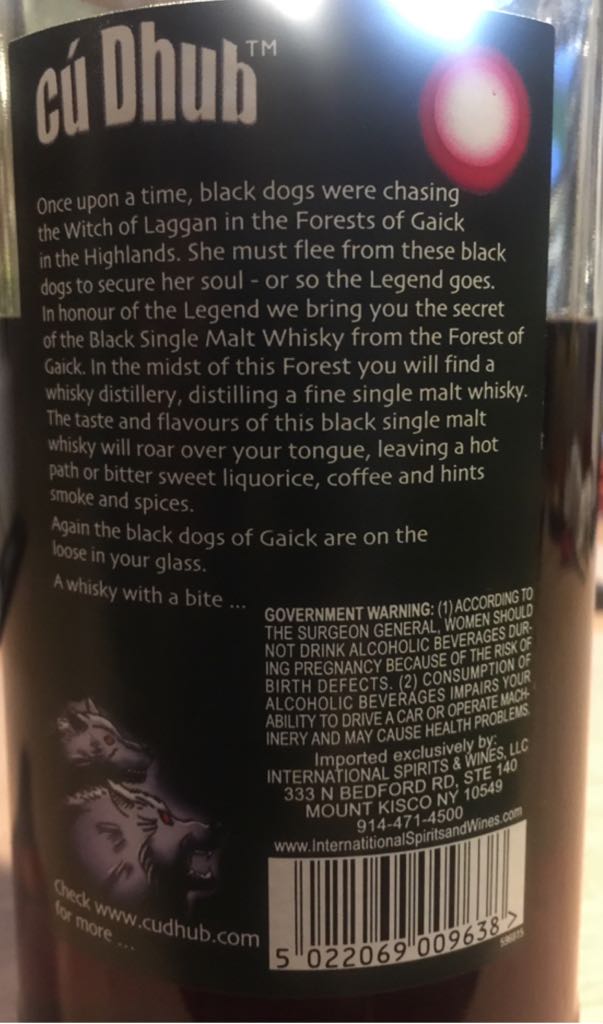 cú Dhub™
Once upon a time, black dogs were chasing
the Witch of Laggan in the Forests of Gaick
in the Highlands. She must flee from these black
dogs to secure her soul - or so the Legend goes.
In honour of the Legend we bring you the secret
of the Black Single Malt Whisky from the Forest of
Gaick. In the midst of this Forest you will find a
whisky distillery, distilling a fine single malt whisky.
The taste and flavours of this black single malt
whisky will roar over your tongue, leaving a hot
path or bitter sweet liquorice, coffee and hints
smoke and spices.
Again the black dogs of Gaick are on the
loose in your glass.
A whisky with a bite ...
GOVERNMENT WARNING: (1) ACCORDING TO
THE SURGEON GENERAL, WOMEN SHOULD
NOT DRINK ALCOHOLIC BEVERAGES DUR-
ING PREGNANCY BECAUSE OF THE RISK OF
BIRTH DEFECTS. (2) CONSUMPTION OF
ALCOHOLIC BEVERAGES IMPAIRS YOUR
ABILITY TO DRIVE A CAR OR OPERATE MACH-
INERY AND MAY CAUSE HEALTH PROBLEMS.
Imported exclusively by:
INTERNATIONAL SPIRITS & WINES, LLC
333 N BEDFORD RD, STE 140
MOUNT KISCO NY 10549
914-471-4500
www.InternatitionalSpiritsandWines.com
Check www.cudhub.com
for more ...
5 022069 009638 >